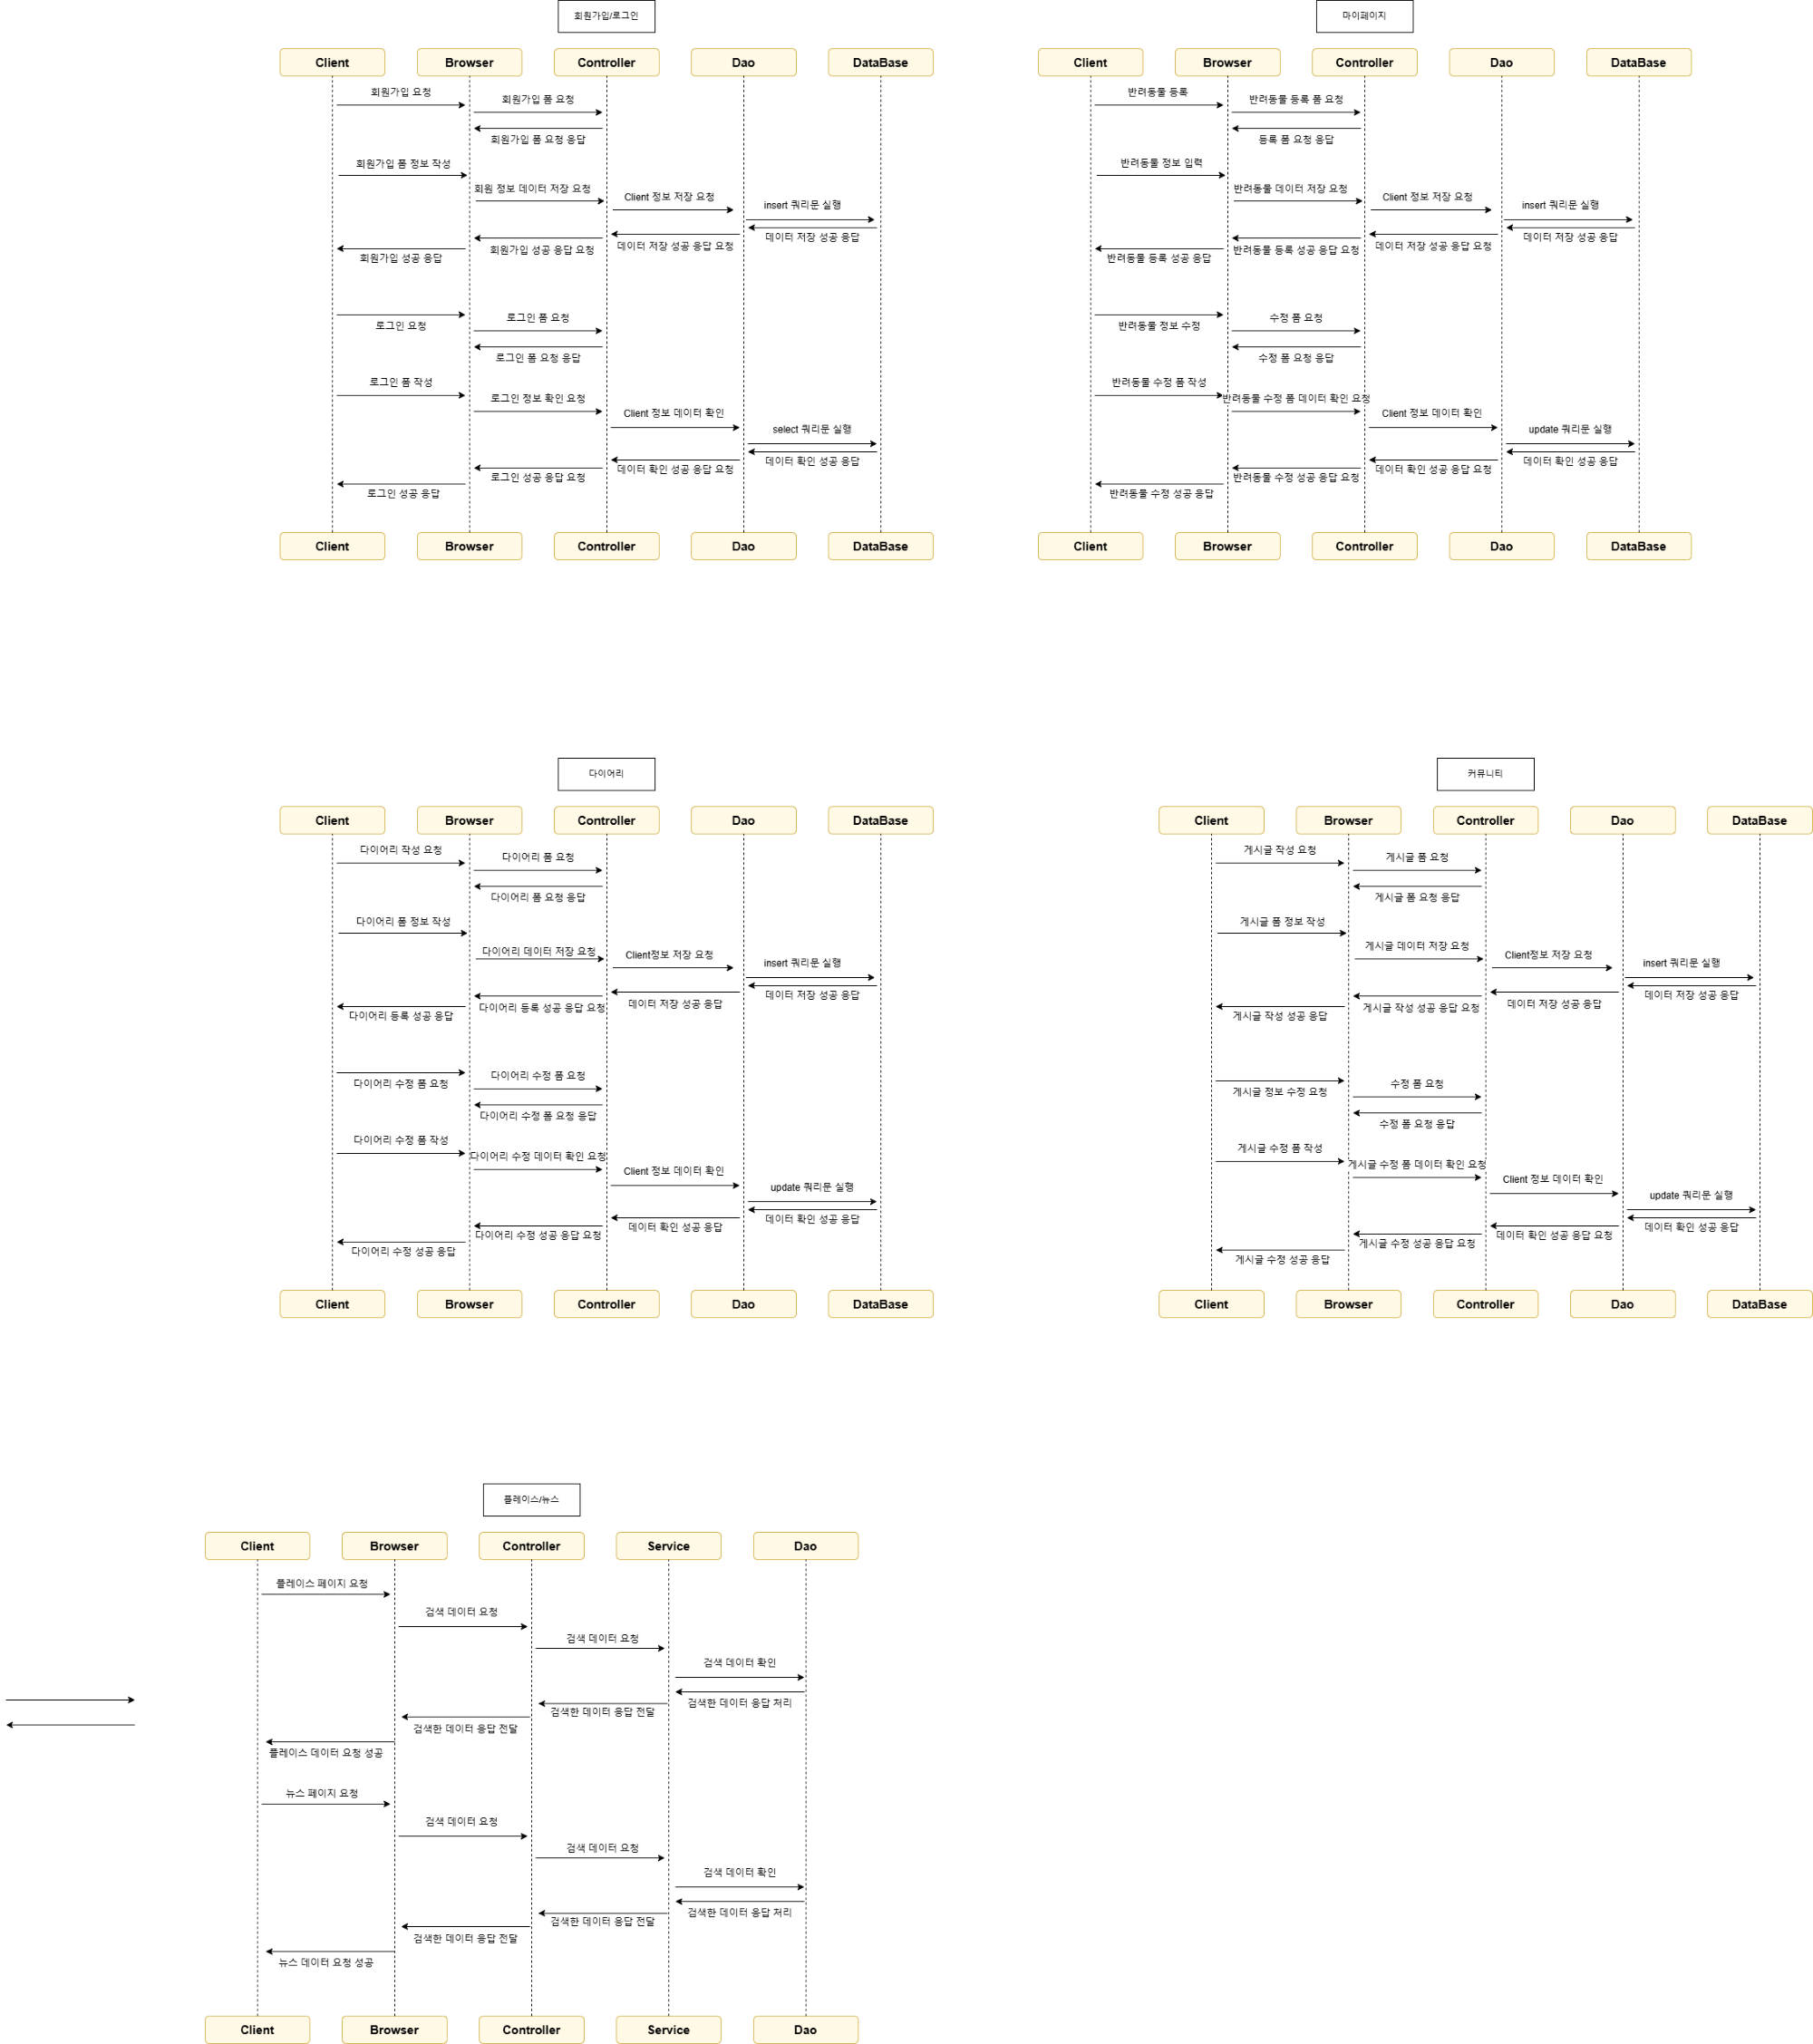 회원가입/로그인
Client
Browser
Controller
Dao
DataBase
회원가입 요청
회원가입 폼 요청
회원가입 폼 요청 응답
회원가입 폼 정보 작성
회원 정보 데이터 저장 요청
Client 정보 저장 요청
insert 쿼리문 실행
데이터 저장 성공 응답
데이터 저장 성공 응답 요청
회원가입 성공 응답 요청
회원가입 성공 응답
로그인 요청
로그인 폼 요청
로그인 폼 요청 응답
로그인 폼 작성
로그인 정보 확인 요청
Client 정보 데이터 확인
select 쿼리문 실행
데이터 확인 성공 응답
데이터 확인 성공 응답 요청
로그인 성공 응답 요청
로그인 성공 응답
Client
Browser
Controller
Dao
DataBase
마이페이지
Client
Browser
Controller
Dao
DataBase
반려동물 등록
반려동물 등록 폼 요청
등록 폼 요청 응답
반려동물 정보 입력
반려동물 데이터 저장 요청
Client 정보 저장 요청
insert 쿼리문 실행
데이터 저장 성공 응답
데이터 저장 성공 응답 요청
반려동물 등록 성공 응답 요청
반려동물 등록 성공 응답
반려동물 정보 수정
수정 폼 요청
수정 폼 요청 응답
반려동물 수정 폼 작성
반려동물 수정 폼 데이터 확인 요청
Client 정보 데이터 확인
update 쿼리문 실행
데이터 확인 성공 응답
데이터 확인 성공 응답 요청
반려동물 수정 성공 응답 요청
반려동물 수정 성공 응답
Client
Browser
Controller
Dao
DataBase
다이어리
Client
Browser
Controller
Dao
DataBase
다이어리 작성 요청
다이어리 폼 요청
다이어리 폼 요청 응답
다이어리 폼 정보 작성
다이어리 데이터 저장 요청
Client정보 저장 요청
insert 쿼리문 실행
데이터 저장 성공 응답
데이터 저장 성공 응답
다이어리 등록 성공 응답 요청
다이어리 등록 성공 응답
다이어리 수정 폼 요청
다이어리 수정 폼 요청
다이어리 수정 폼 요청 응답
다이어리 수정 폼 작성
다이어리 수정 데이터 확인 요청
Client 정보 데이터 확인
update 쿼리문 실행
데이터 확인 성공 응답
데이터 확인 성공 응답
다이어리 수정 성공 응답 요청
다이어리 수정 성공 응답
Client
Browser
Controller
Dao
DataBase
커뮤니티
Client
Browser
Controller
Dao
DataBase
게시글 작성 요청
게시글 폼 요청
게시글 폼 요청 응답
게시글 폼 정보 작성
게시글 데이터 저장 요청
Client정보 저장 요청
insert 쿼리문 실행
데이터 저장 성공 응답
데이터 저장 성공 응답
게시글 작성 성공 응답 요청
게시글 작성 성공 응답
게시글 정보 수정 요청
수정 폼 요청
수정 폼 요청 응답
게시글 수정 폼 작성
게시글 수정 폼 데이터 확인 요청
Client 정보 데이터 확인
update 쿼리문 실행
데이터 확인 성공 응답
데이터 확인 성공 응답 요청
게시글 수정 성공 응답 요청
게시글 수정 성공 응답
Client
Browser
Controller
Dao
DataBase
플레이스/뉴스
Client
Browser
Controller
Service
Dao
플레이스 페이지 요청
검색 데이터 요청
검색 데이터 요청
검색 데이터 확인
검색한 데이터 응답 처리
검색한 데이터 응답 전달
검색한 데이터 응답 전달
플레이스 데이터 요청 성공
뉴스 페이지 요청
검색 데이터 요청
검색 데이터 요청
검색 데이터 확인
검색한 데이터 응답 처리
검색한 데이터 응답 전달
검색한 데이터 응답 전달
뉴스 데이터 요청 성공
Client
Browser
Controller
Service
Dao